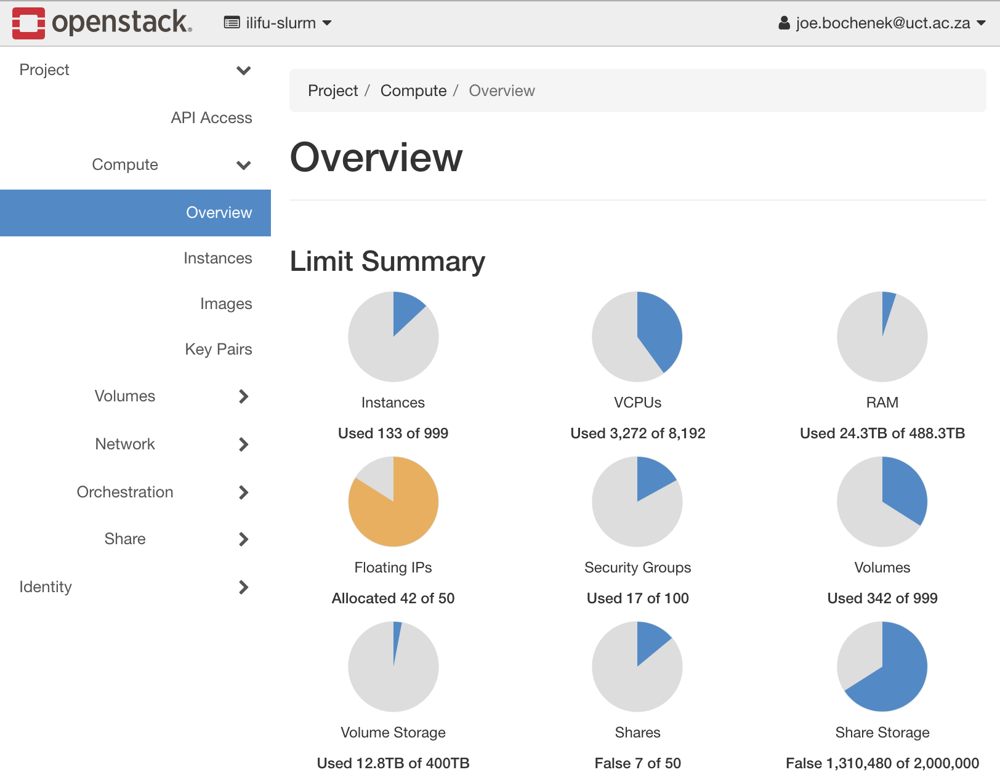 openstack.
ilifu-slurm
joe.bochenek@uct.ac.za
Project
API Access
Compute
Overview
Instances
Images
Key Pairs
Volumes
Network
Orchestration
Share
Identity
Project / Compute / Overview
Overview
Limit Summary
Instances
Used 133 of 999
VCPUs
Used 3,272 of 8,192
RAM
Used 24.3TB of 488.3TB
Floating IPs
Allocated 42 of 50
Security Groups
Used 17 of 100
Volumes
Used 342 of 999
Volume Storage
Used 12.8TB of 400TB
Shares
False 7 of 50
Share Storage
False 1,310,480 of 2,000,000